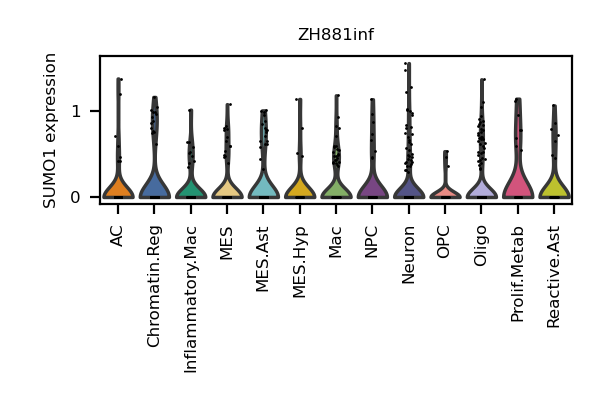 ZH881inf
SUMO1 expression
1
0
AC
Chromatin.Reg
Inflammatory.Mac
MES
MES.Ast
MES.Hyp
Mac
NPC
Neuron
OPC
Oligo
Prolif.Metab
Reactive.Ast